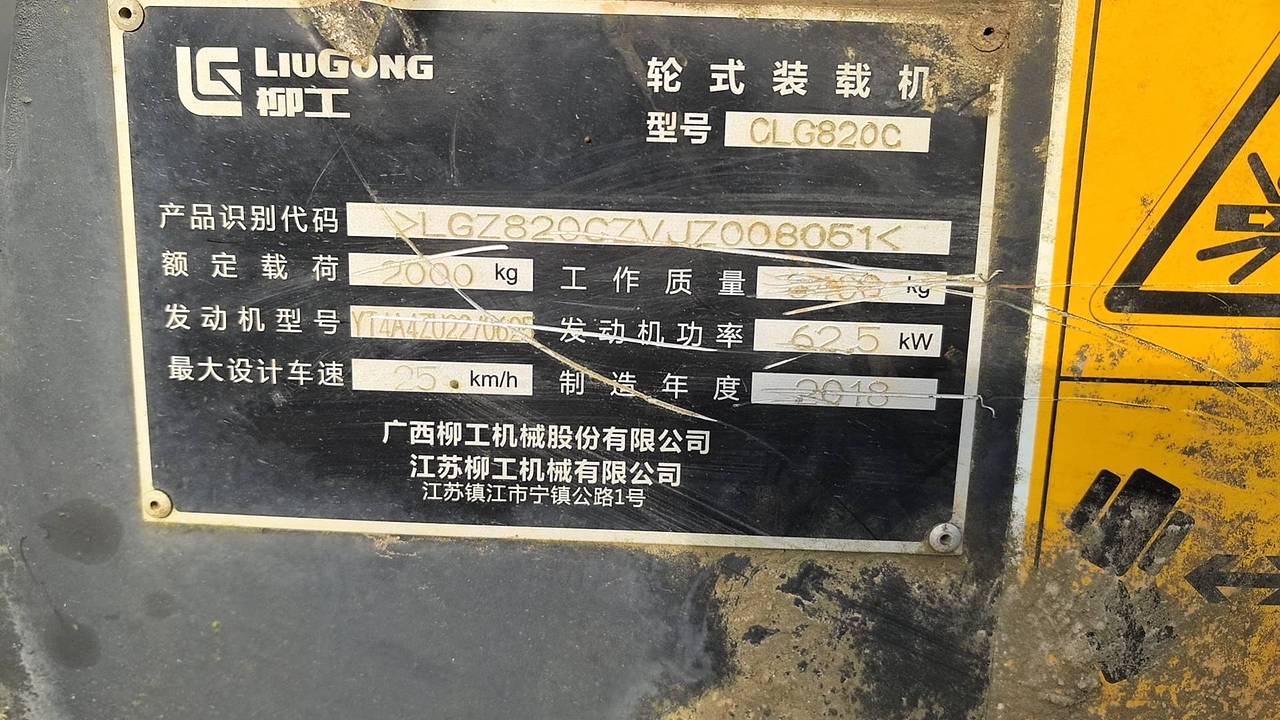 LIUGONG
柳工
轮式装载机
型号 CLG820C
产品识别代码 >LGZ820CZVJZ008051<
额定载荷 2000 kg 工作质量 kg
发动机型号 发动机功率 62.5 kW
最大设计车速 25 km/h 制造年度 2018
广西柳工机械股份有限公司
江苏柳工机械有限公司
江苏镇江市宁镇公路1号